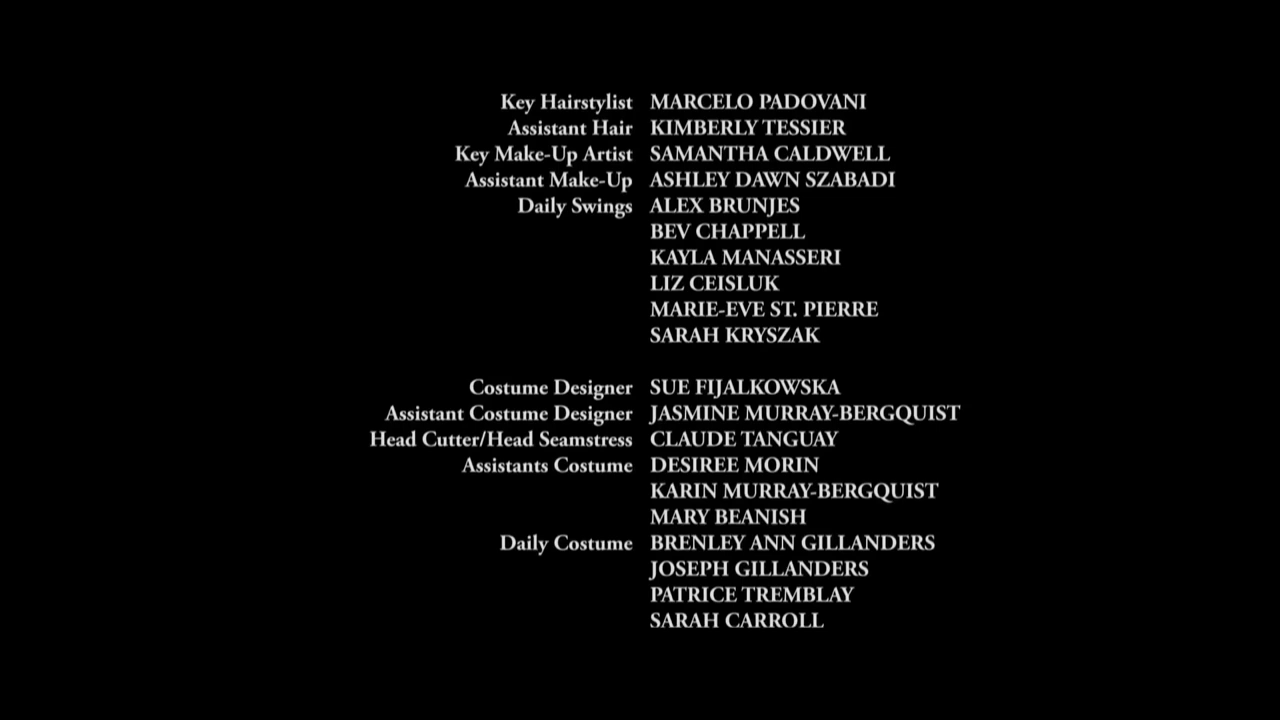 Key Hairstylist MARCELO PADOVANI
Assistant Hair KIMBERLY TESSIER
Key Make-Up Artist SAMANTHA CALDWELL
Assistant Make-Up ASHLEY DAWN SZABADI
Daily Swings ALEX BRUNJES
BEV CHAPPELL
KAYLA MANASSERI
LIZ CEISLUK
MARIE-EVE ST. PIERRE
SARAH KRYSZAK
Costume Designer SUE FIJALKOWSKA
Assistant Costume Designer JASMINE MURRAY-BERGQUIST
Head Cutter/Head Seamstress CLAUDE TANGUAY
Assistants Costume DESIREE MORIN
KARIN MURRAY-BERGQUIST
MARY BEANISH
Daily Costume BRENLEY ANN GILLANDERS
JOSEPH GILLANDERS
PATRICE TREMBLAY
SARAH CARROLL